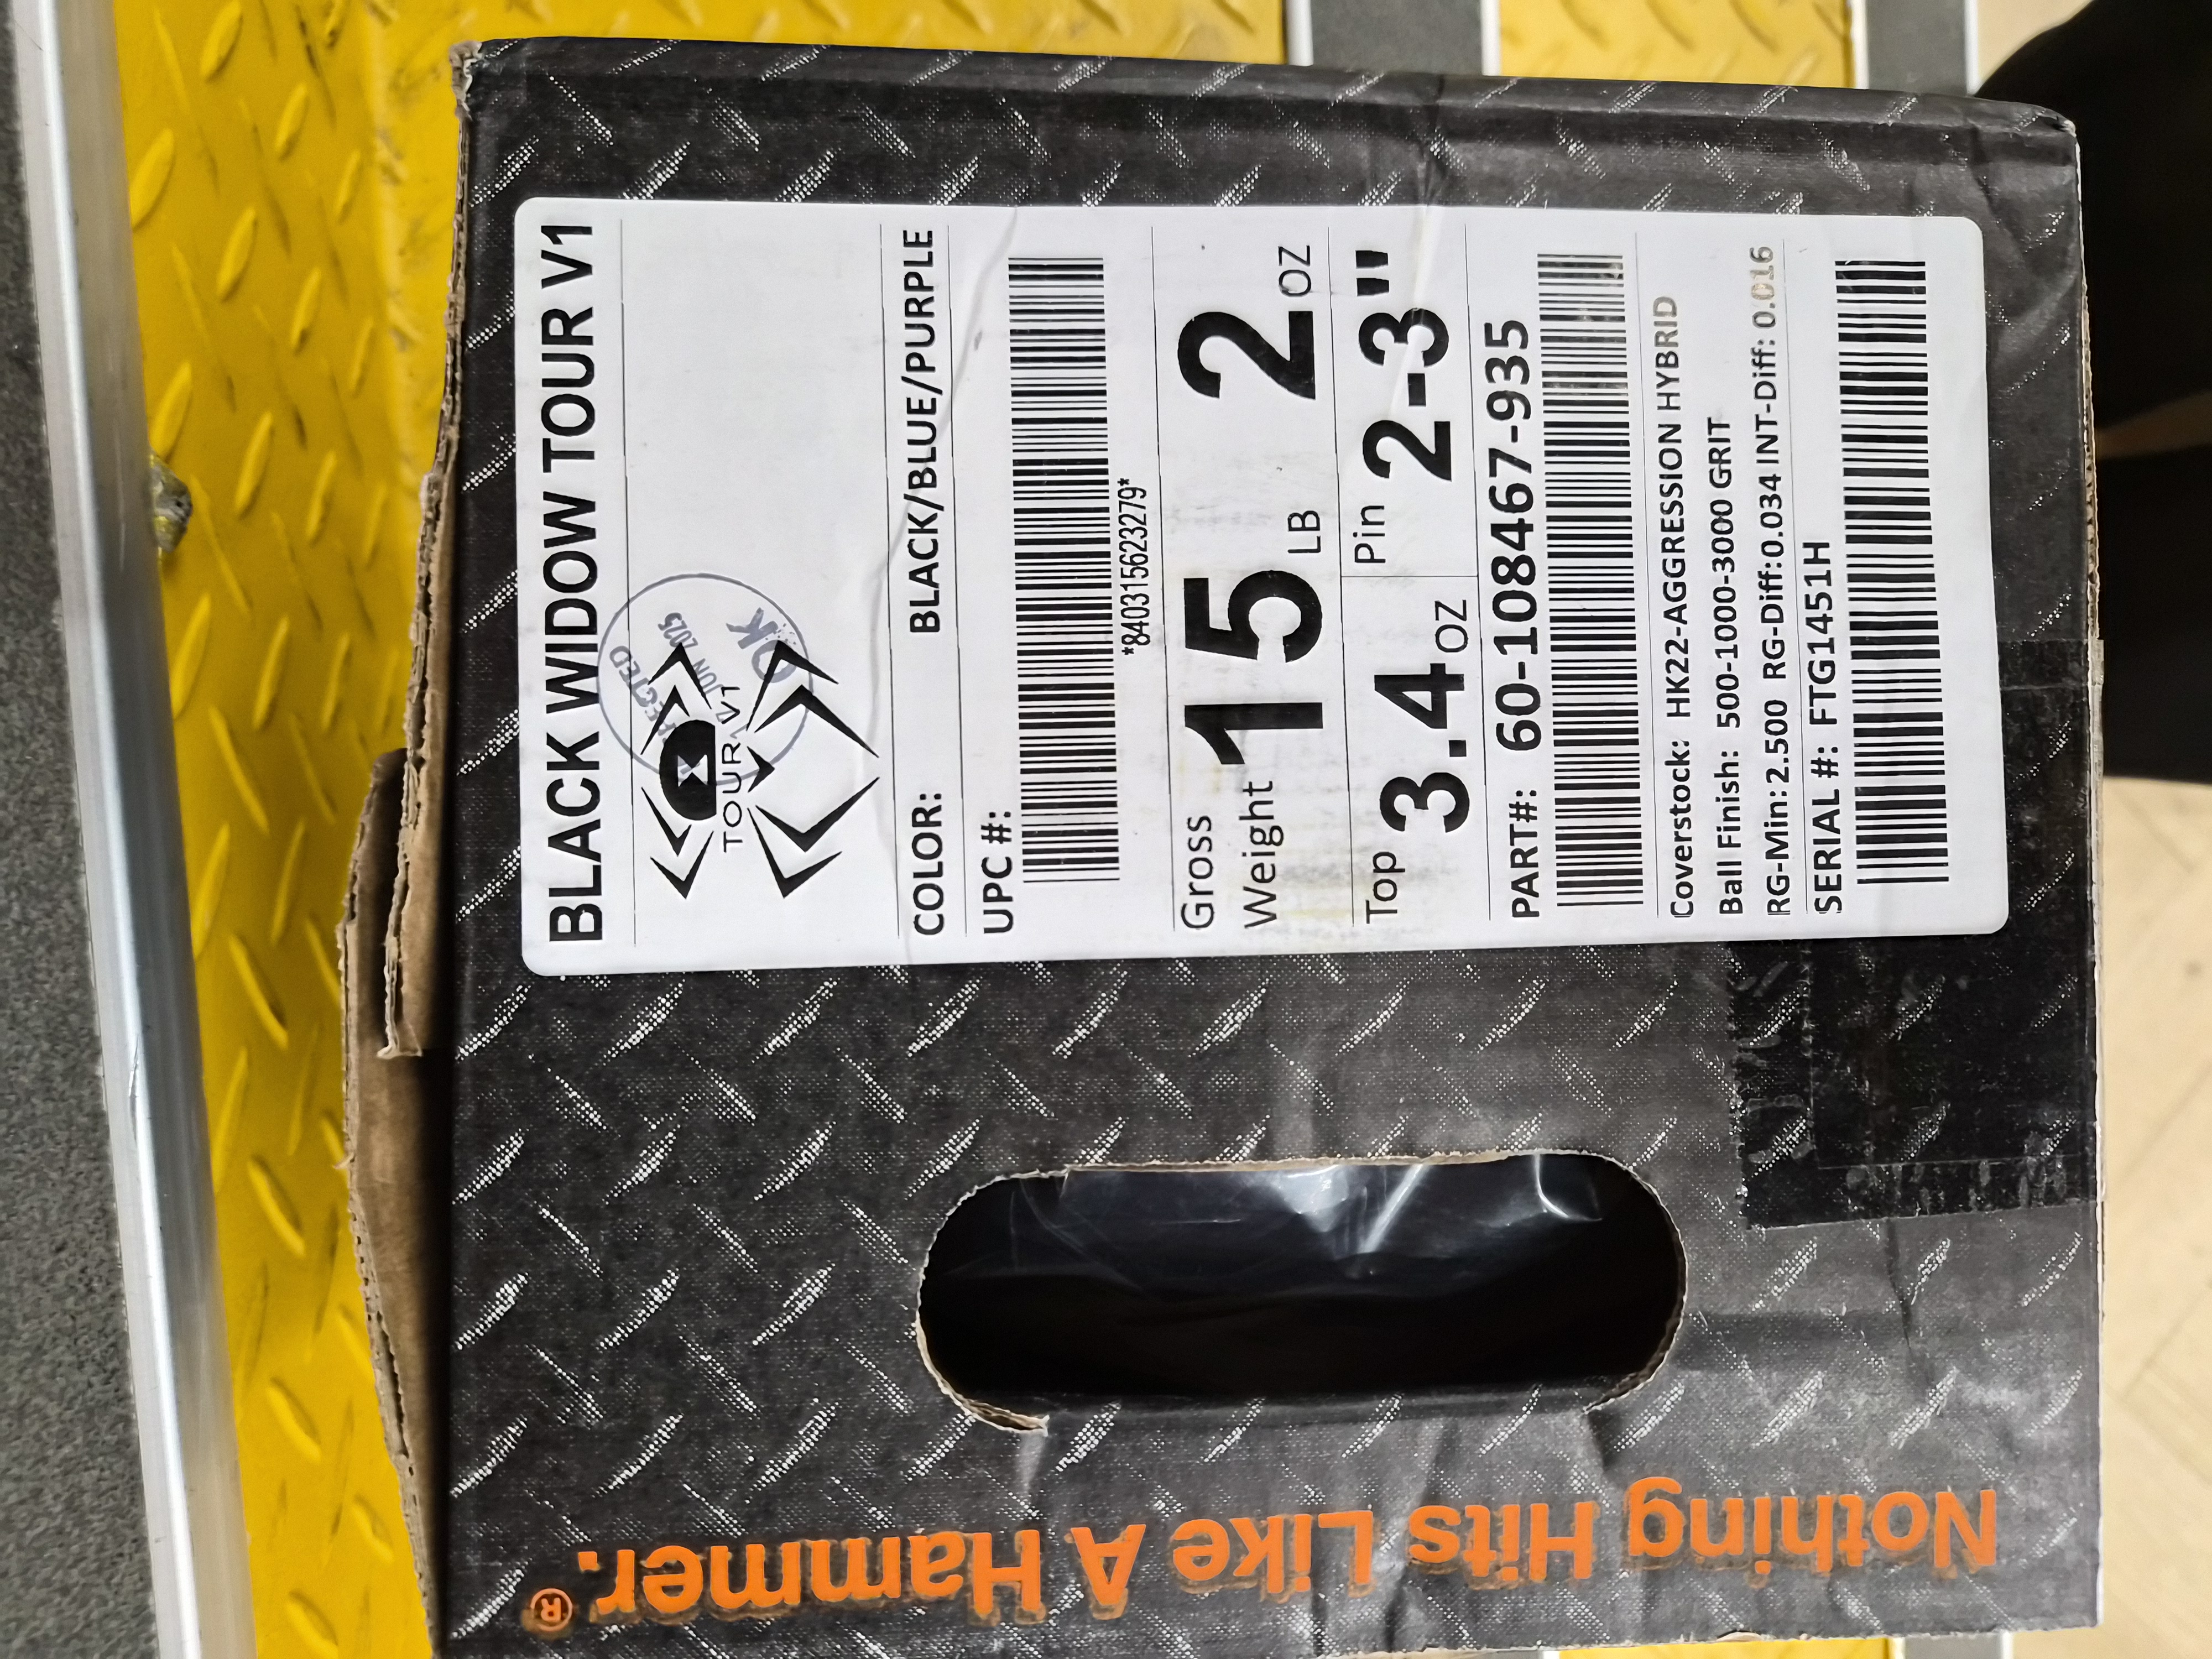 BLACK WIDOW TOUR V1
TOUR V1
JUN 2025
OK
COLOR: BLACK/BLUE/PURPLE
UPC #:
*840315623279*
Gross Weight 15 LB 2 OZ
Top 3.4 OZ Pin 2-3"
PART#: 60-108467-935
Coverstock: HK22-AGGRESSION HYBRID
Ball Finish: 500-1000-3000 GRIT
RG-Min:2.500 RG-Diff:0.034 INT-Diff: 0.016
SERIAL #: FTG1451H
Nothing Hits Like A Hammer.®